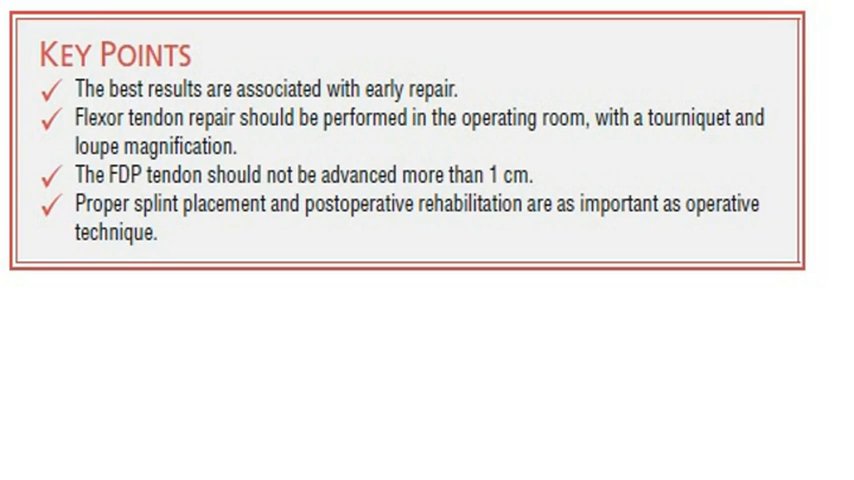 KEY POINTS
✓ The best results are associated with early repair.
✓ Flexor tendon repair should be performed in the operating room, with a tourniquet and
loupe magnification.
✓ The FDP tendon should not be advanced more than 1 cm.
✓ Proper splint placement and postoperative rehabilitation are as important as operative
technique.